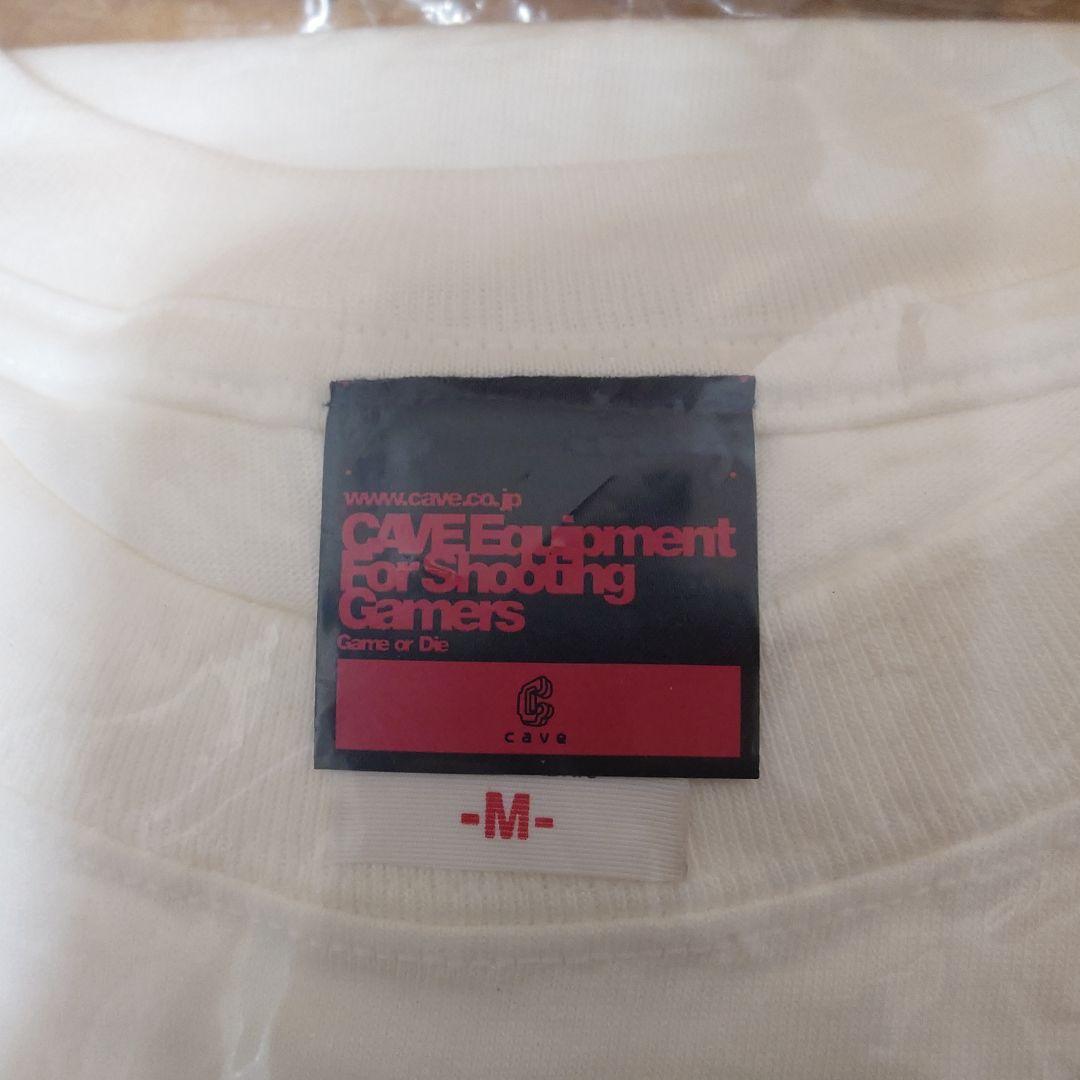 www.cave.co.jp
CAVE Equipment
For Shooting
Gamers
Game or Die
cave
-M-